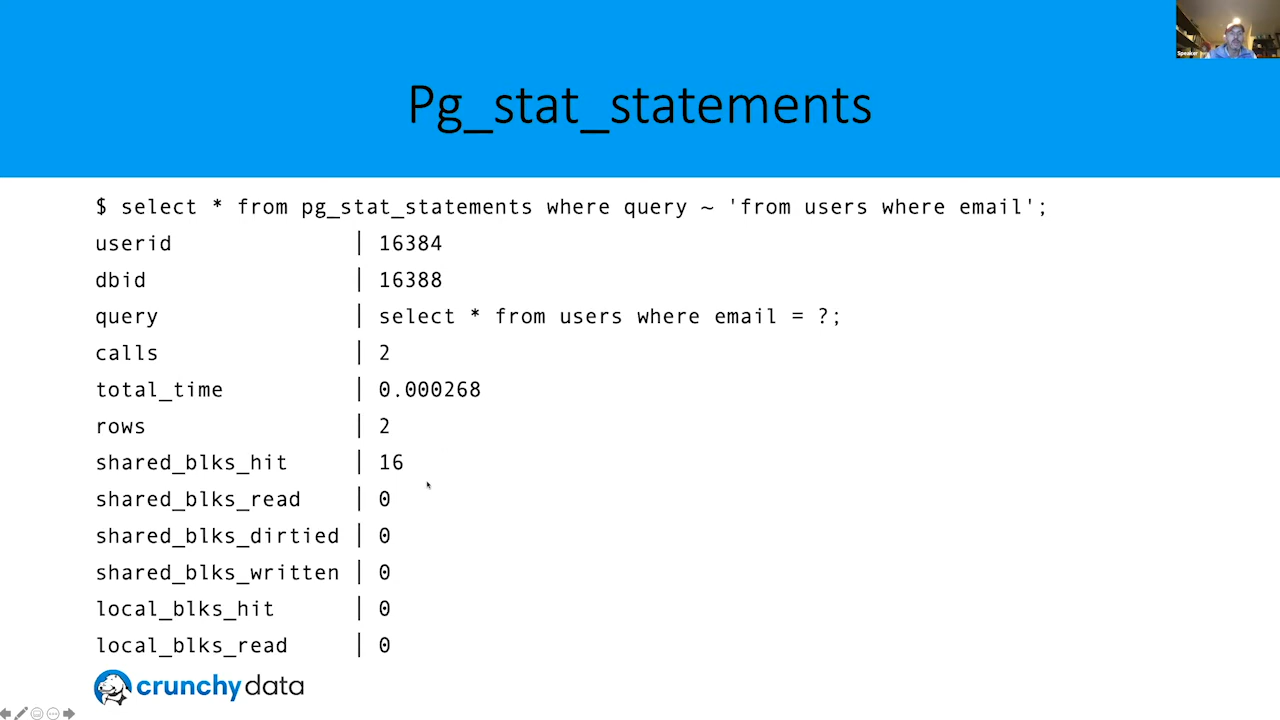 Speaker
Pg_stat_statements
$ select * from pg_stat_statements where query ~ 'from users where email';
userid | 16384
dbid | 16388
query | select * from users where email = ?;
calls | 2
total_time | 0.000268
rows | 2
shared_blks_hit | 16
shared_blks_read | 0
shared_blks_dirtied | 0
shared_blks_written | 0
local_blks_hit | 0
local_blks_read | 0
crunchy data